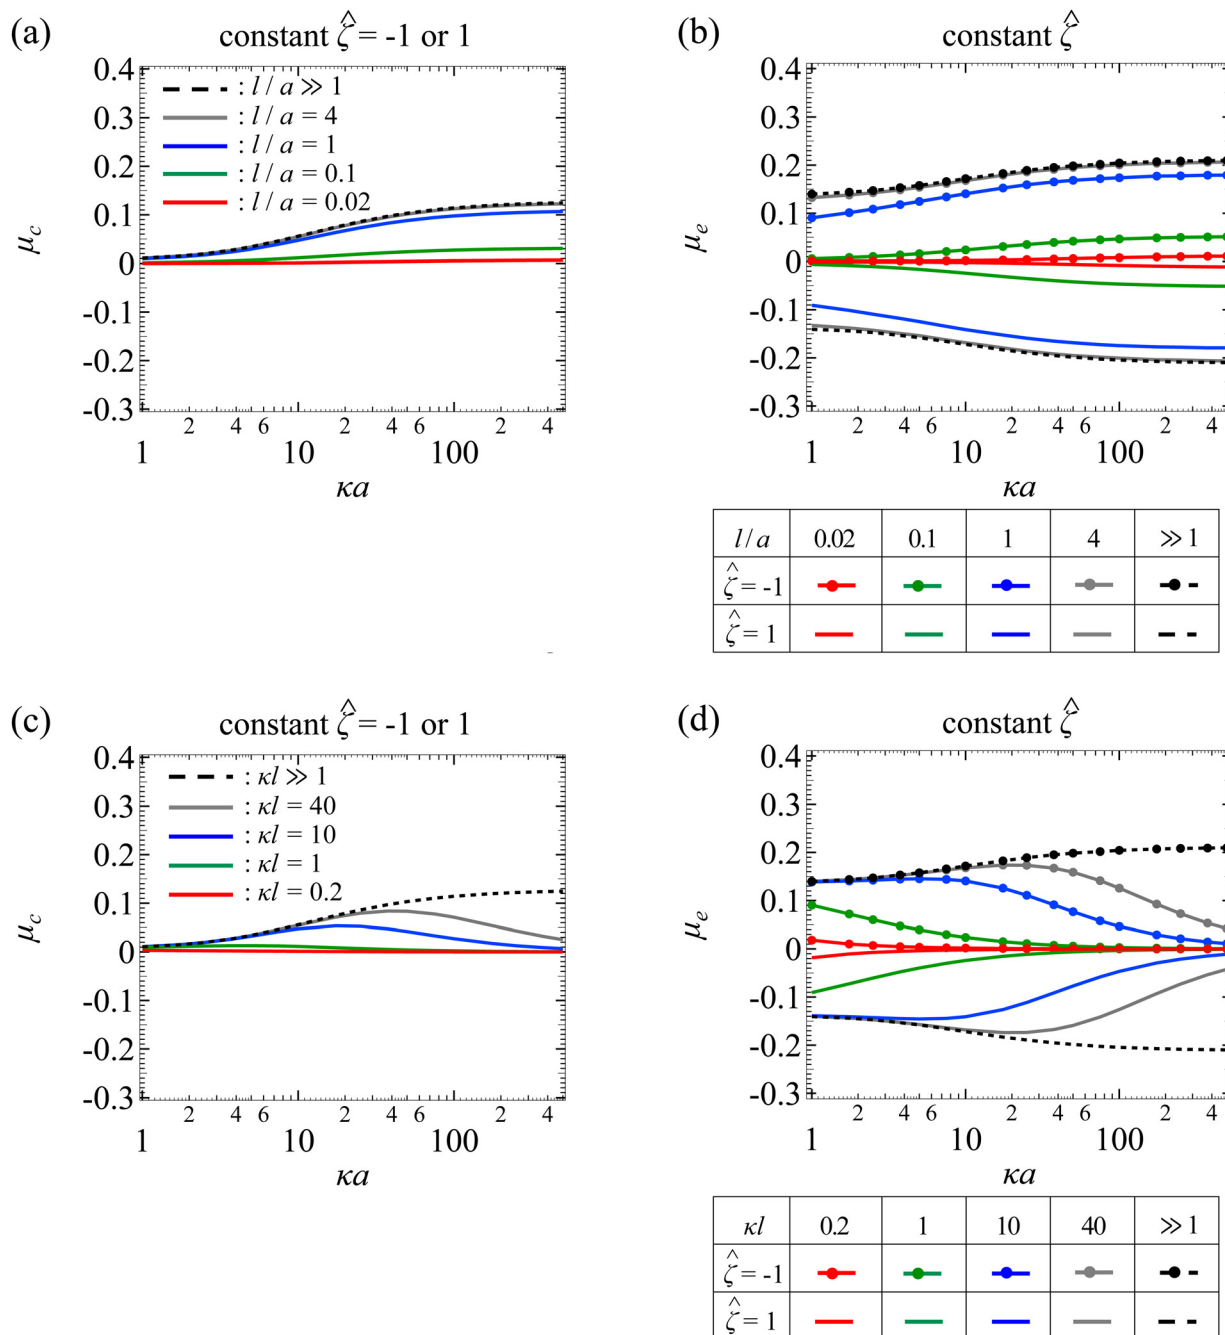 (a)
constant ζ̂ = -1 or 1
0.4
0.3
0.2
0.1
0
-0.1
-0.2
-0.3
: l / a ≫ 1
: l / a = 4
: l / a = 1
: l / a = 0.1
: l / a = 0.02
μc
2 4 6 2 4 6 4
1 10 100
κa
(b)
constant ζ̂
0.4
0.3
0.2
0.1
0
-0.1
-0.2
-0.3
μe
2 4 6 2 4 6 2 4
1 10 100
κa
l / a 0.02 0.1 1 4 ≫ 1
ζ̂ = -1
ζ̂ = 1
(c)
constant ζ̂ = -1 or 1
0.4
0.3
0.2
0.1
0
-0.1
-0.2
-0.3
: κl ≫ 1
: κl = 40
: κl = 10
: κl = 1
: κl = 0.2
μc
2 4 6 2 4 6 2 4
1 10 100
κa
(d)
constant ζ̂
0.4
0.3
0.2
0.1
0
-0.1
-0.2
-0.3
μe
2 4 6 2 4 6 2 4
1 10 100
κa
κl 0.2 1 10 40 ≫ 1
ζ̂ = -1
ζ̂ = 1